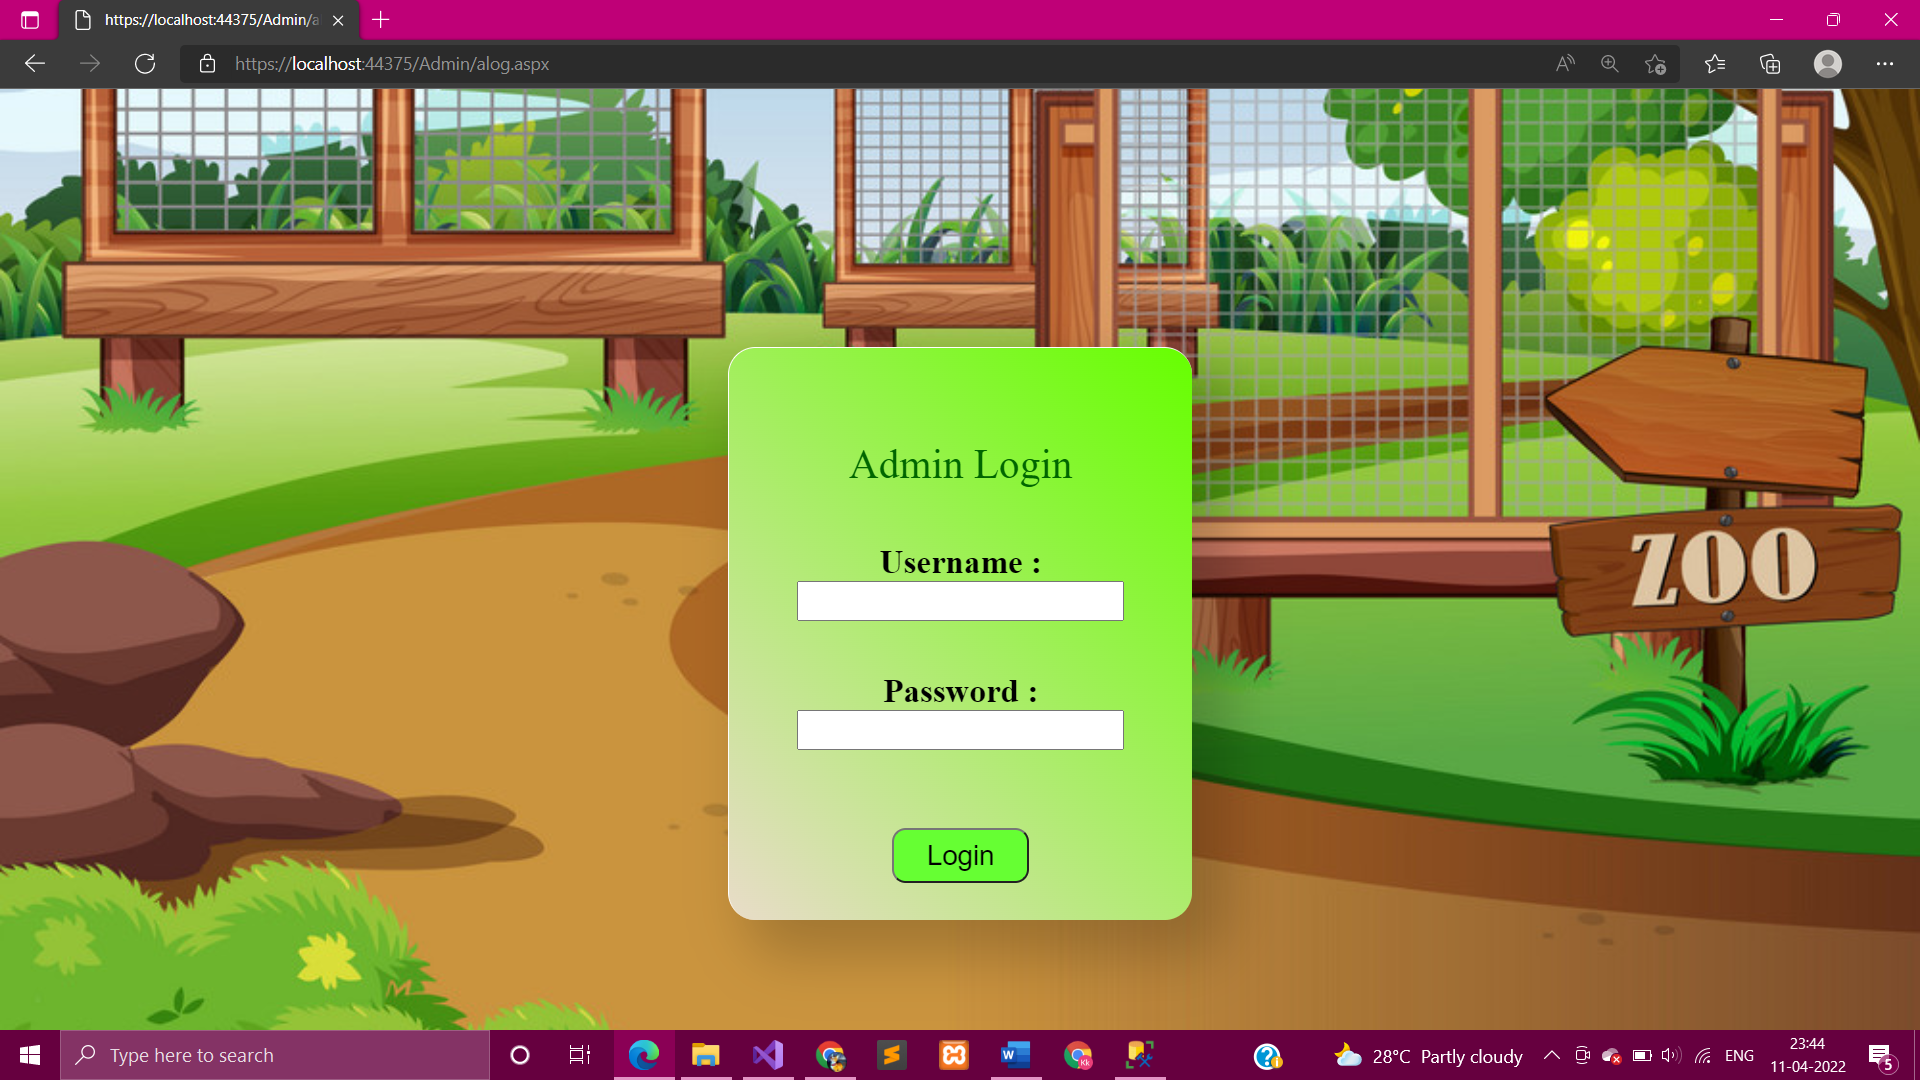 https://localhost:44375/Admin/a
https://localhost:44375/Admin/alog.aspx
Admin Login
Username :
Password :
Login
ZOO
Type here to search
28°C Partly cloudy
ENG
23:44
11-04-2022
5